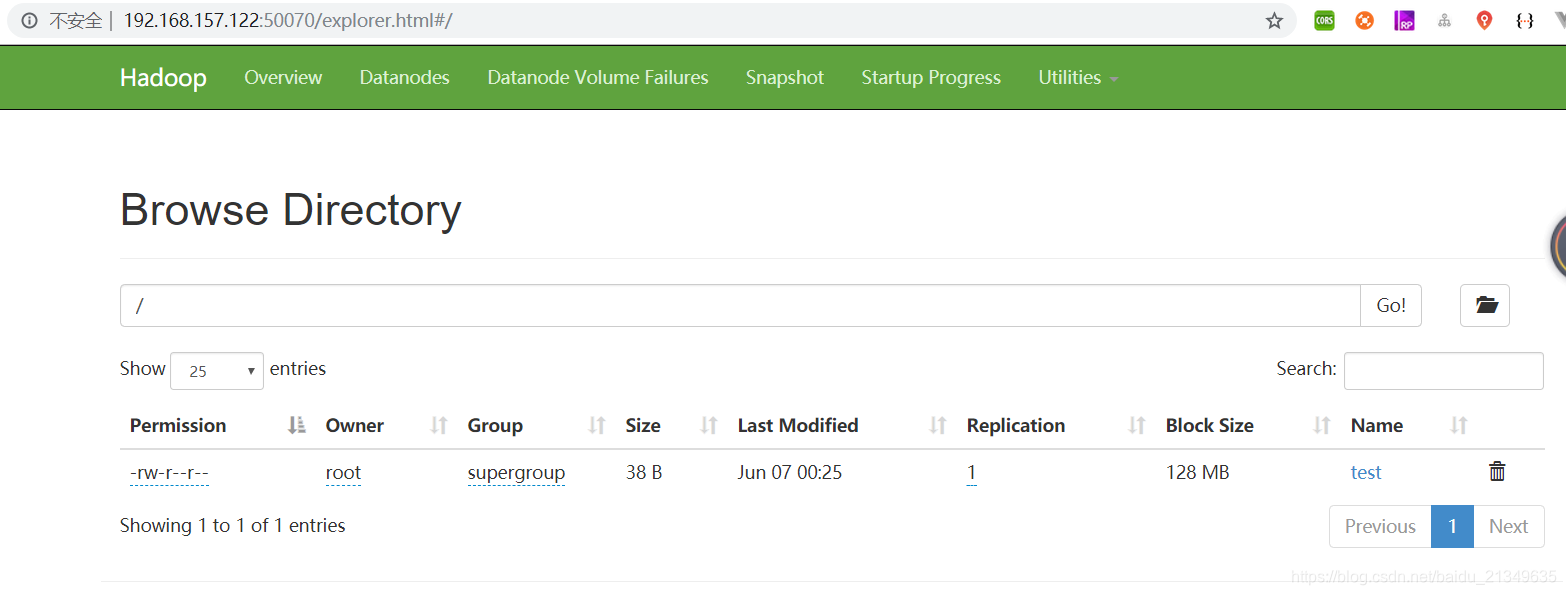 不安全 | 192.168.157.122:50070/explorer.html#/
CORS RP {··}
Hadoop Overview Datanodes Datanode Volume Failures Snapshot Startup Progress Utilities
Browse Directory
/ Go!
Show 25 entries Search:
Permission Owner Group Size Last Modified Replication Block Size Name
-rw-r--r-- root supergroup 38 B Jun 07 00:25 1 128 MB test
Showing 1 to 1 of 1 entries Previous 1 Next
https://blog.csdn.net/baidu_21349635